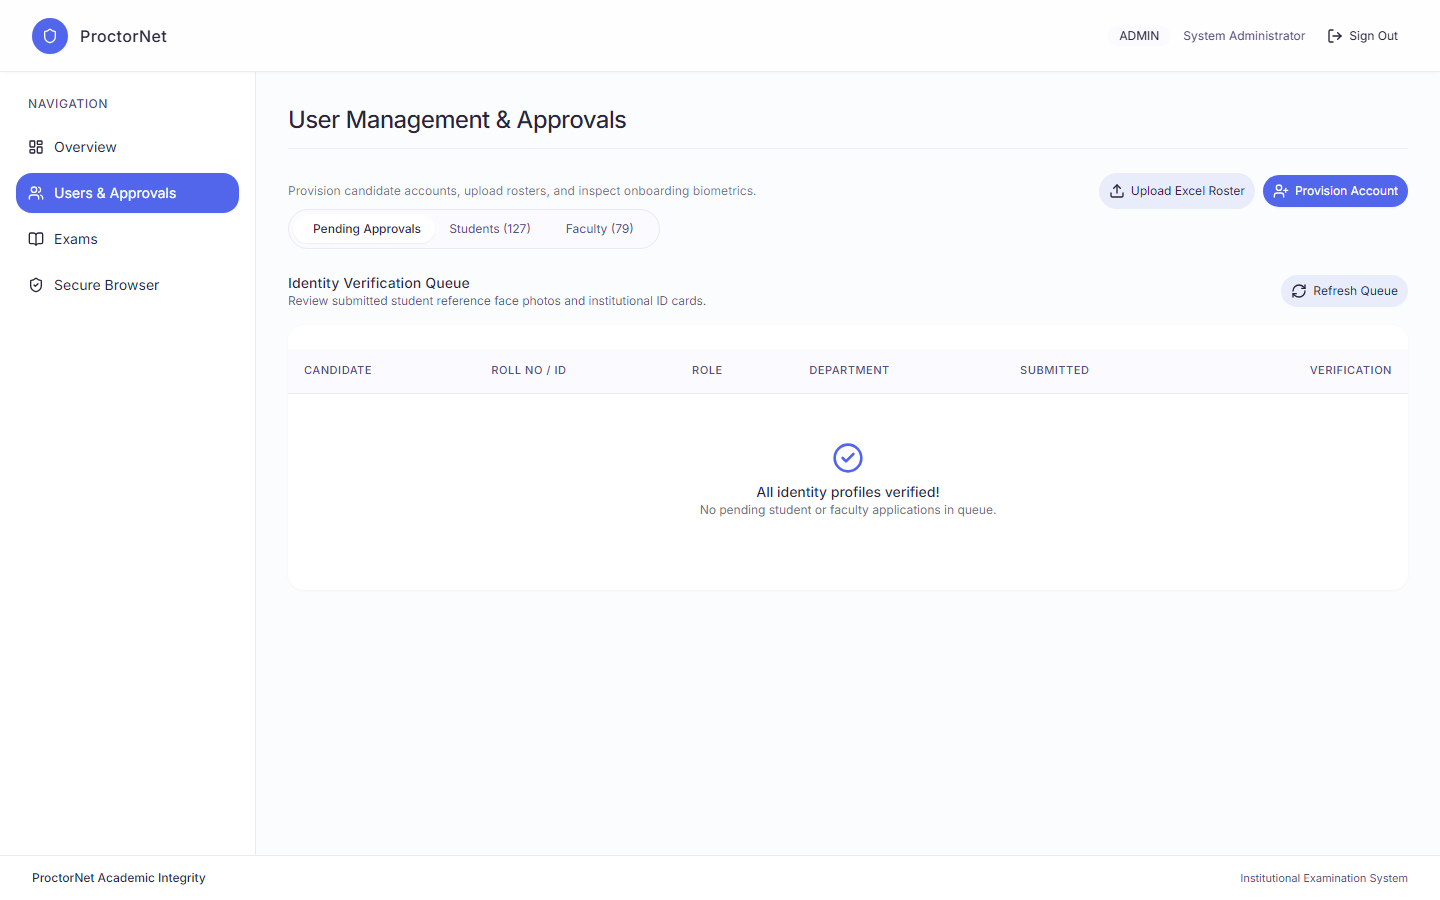 ProctorNet
ADMIN
System Administrator
Sign Out
NAVIGATION
Overview
Users & Approvals
Exams
Secure Browser
User Management & Approvals
Provision candidate accounts, upload rosters, and inspect onboarding biometrics.
Upload Excel Roster
Provision Account
Pending Approvals
Students (127)
Faculty (79)
Identity Verification Queue
Review submitted student reference face photos and institutional ID cards.
Refresh Queue
CANDIDATE
ROLL NO / ID
ROLE
DEPARTMENT
SUBMITTED
VERIFICATION
All identity profiles verified!
No pending student or faculty applications in queue.
ProctorNet Academic Integrity
Institutional Examination System